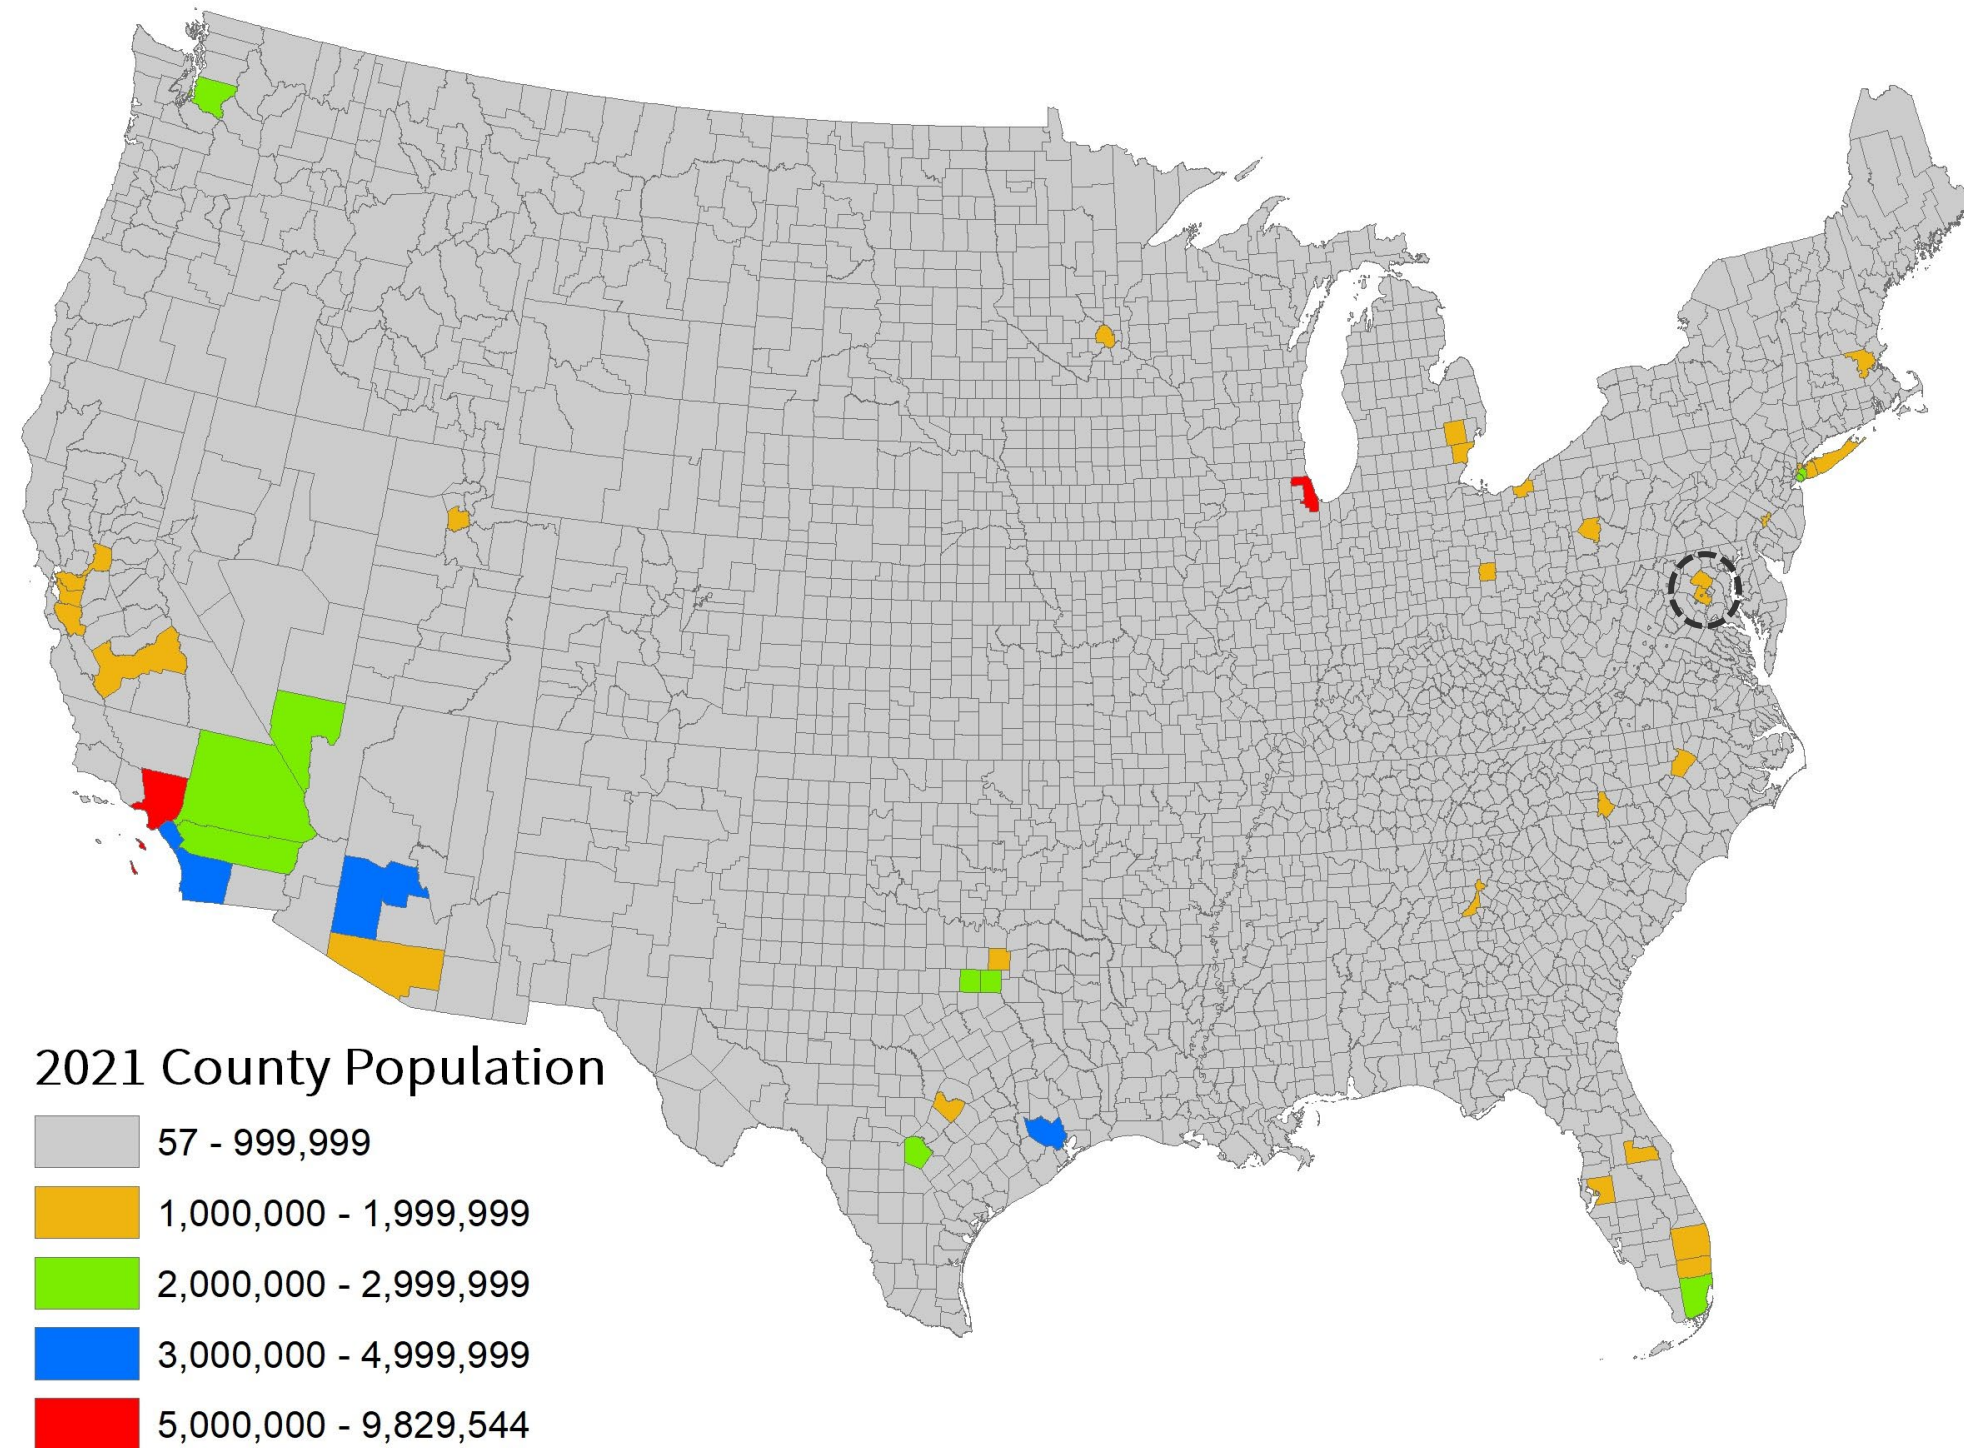 2021 County Population
57 - 999,999
1,000,000 - 1,999,999
2,000,000 - 2,999,999
3,000,000 - 4,999,999
5,000,000 - 9,829,544